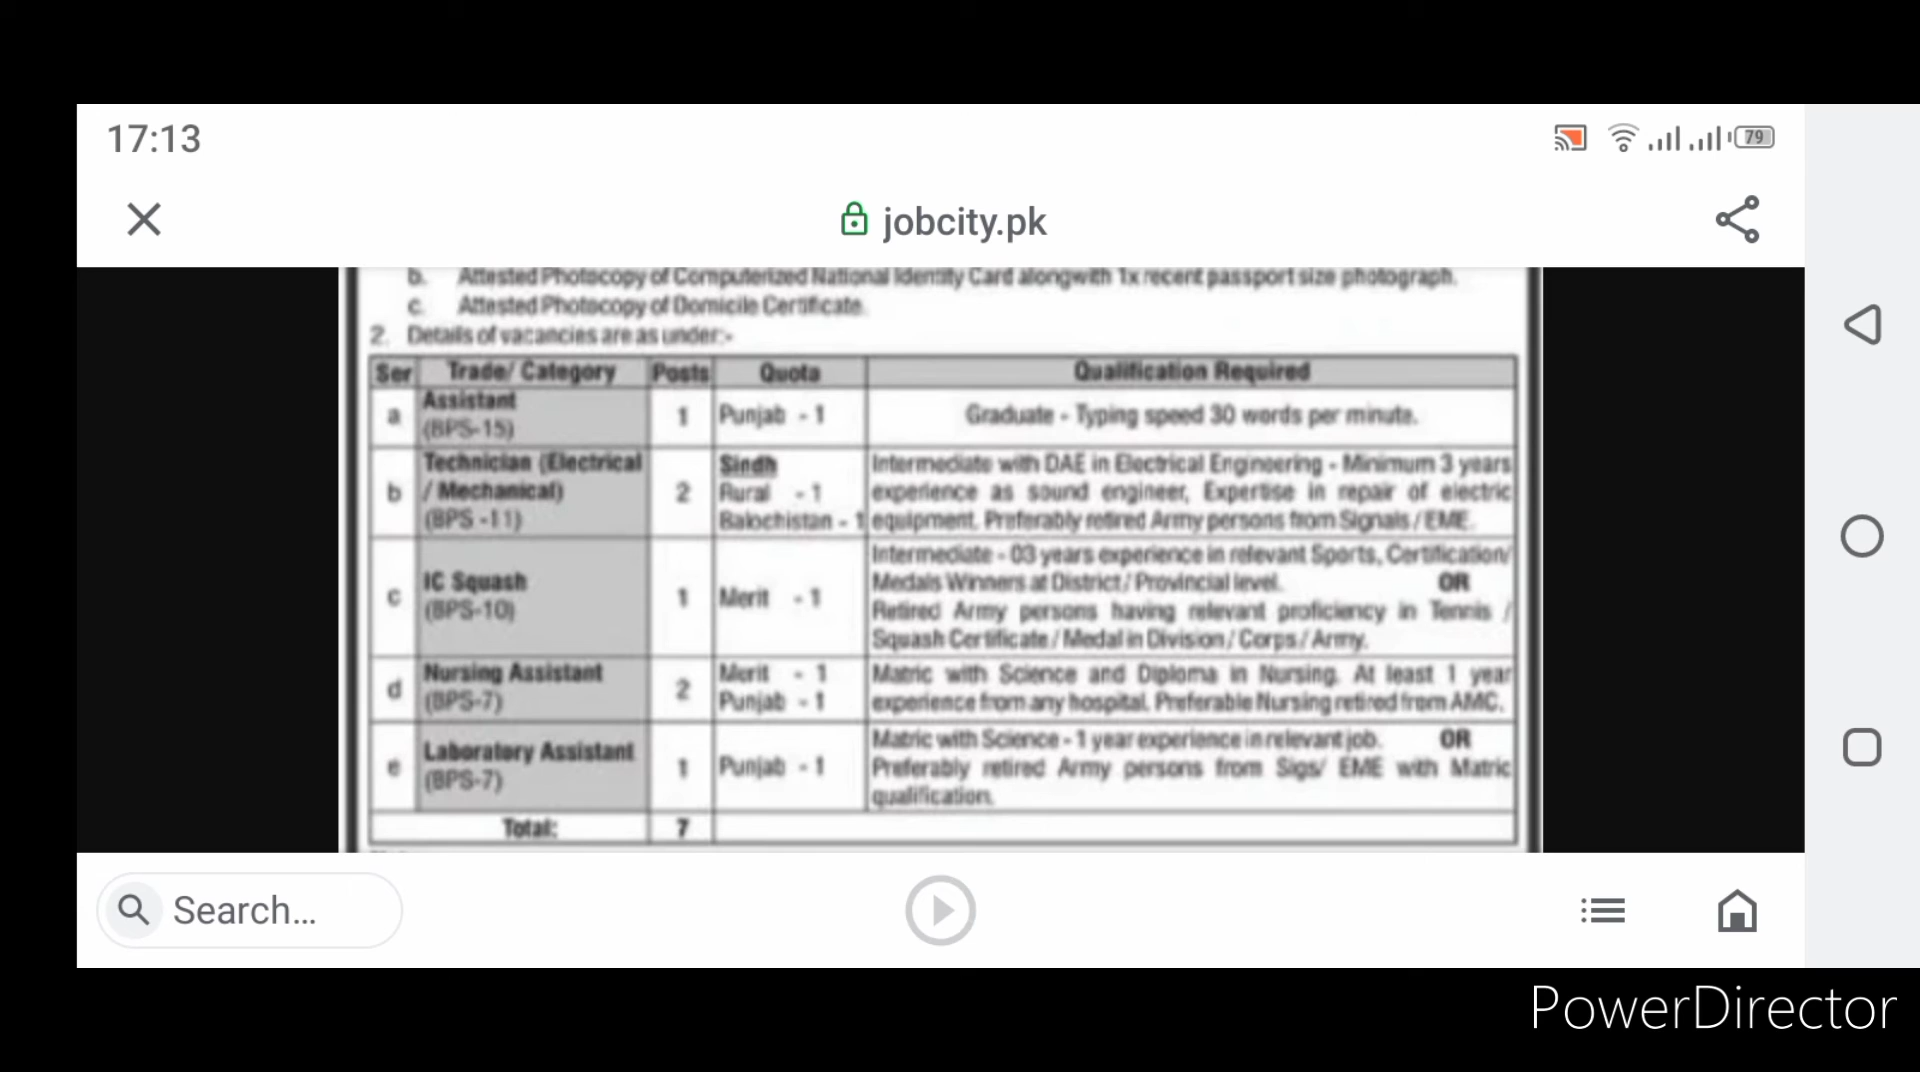 17:13
79
jobcity.pk
b. Attested Photocopy of Computerized National Identity Card alongwith 1x recent passport size photograph.
c. Attested Photocopy of Domicile Certificate.
2. Details of vacancies are as under:-
Ser Trade/ Category Posts Quota Qualification Required
a Assistant (BPS-15) 1 Punjab - 1 Graduate - Typing speed 30 words per minute.
b Technician (Electrical
/ Mechanical)
(BPS -11)
2
Sindh
Rural - 1
Balochistan - 1
Intermediate with DAE in Electrical Engineering - Minimum 3 years
experience as sound engineer, Expertise in repair of electric
equipment. Preferably retired Army persons from Signals / EME.
c IC Squash
(BPS-10)
1 Merit - 1
Intermediate - 03 years experience in relevant Sports, Certification/
Medals Winners at District / Provincial level. OR
Retired Army persons having relevant proficiency in Tennis /
Squash Certificate / Medal in Division / Corps / Army.
d Nursing Assistant
(BPS-7)
2
Merit - 1
Punjab - 1
Matric with Science and Diploma in Nursing. At least 1 year
experience from any hospital. Preferable Nursing retired from AMC.
e Laboratory Assistant
(BPS-7)
1 Punjab - 1
Matric with Science - 1 year experience in relevant job. OR
Preferably retired Army persons from Sigs/ EME with Matric
qualification.
Total: 7
Search...
PowerDirector